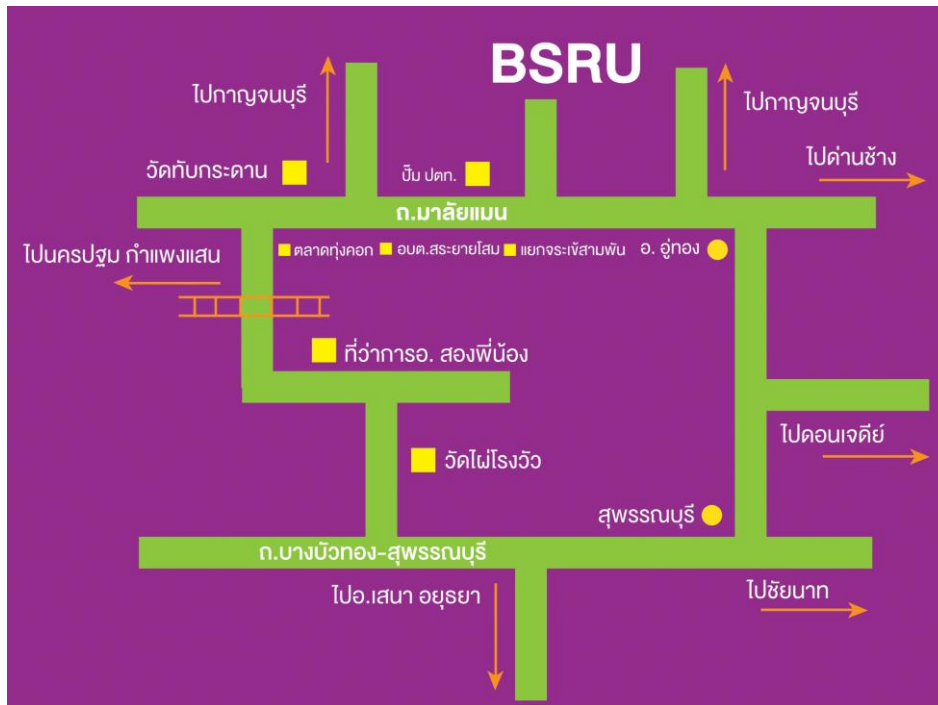 BSRU
ไปกาญจนบุรี
ไปกาญจนบุรี
ไปด่านช้าง
วัดทับกระดาน
ปั๊ม ปตท.
ถ.มาลัยแมน
ไปนครปฐม กำแพงแสน
ตลาดทุ่งคอก
อบต.สระยายโสม
แยกจระเข้สามพัน
อ. อู่ทอง
ที่ว่าการอ. สองพี่น้อง
ไปดอนเจดีย์
วัดไผ่โรงวัว
สุพรรณบุรี
ถ.บางบัวทอง-สุพรรณบุรี
ไปอ.เสนา อยุธยา
ไปชัยนาท